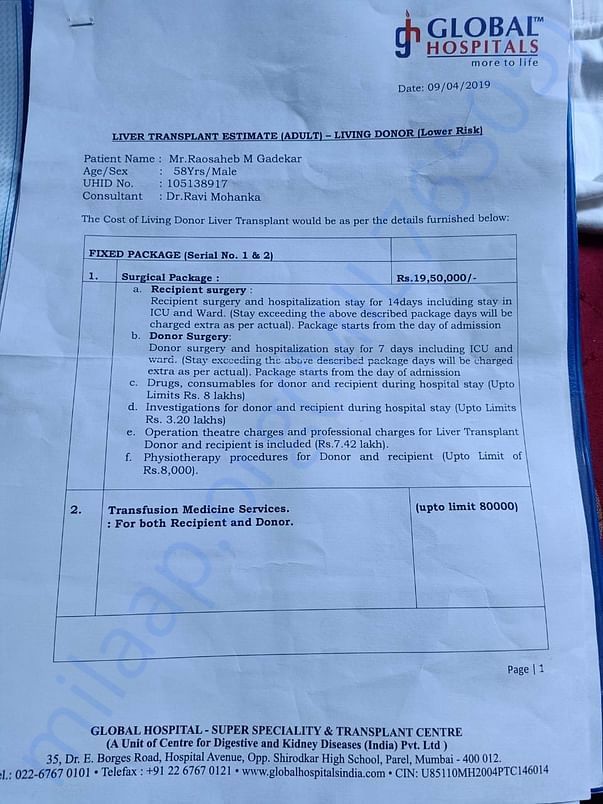 GLOBAL™
HOSPITALS
more to life
Date: 09/04/2019
LIVER TRANSPLANT ESTIMATE (ADULT) – LIVING DONOR (Lower Risk)
Patient Name : Mr.Raosaheb M Gadekar
Age/Sex : 58Yrs/Male
UHID No. : 105138917
Consultant : Dr.Ravi Mohanka
The Cost of Living Donor Liver Transplant would be as per the details furnished below:
FIXED PACKAGE (Serial No. 1 & 2)
1. Surgical Package : Rs.19,50,000/-
a. Recipient surgery :
Recipient surgery and hospitalization stay for 14days including stay in
ICU and Ward. (Stay exceeding the above described package days will be
charged extra as per actual). Package starts from the day of admission
b. Donor Surgery:
Donor surgery and hospitalization stay for 7 days including ICU and
ward. (Stay exceeding the above described package days will be charged
extra as per actual). Package starts from the day of admission
c. Drugs, consumables for donor and recipient during hospital stay (Upto
Limits Rs. 8 lakhs)
d. Investigations for donor and recipient during hospital stay (Upto Limits
Rs. 3.20 lakhs)
e. Operation theatre charges and professional charges for Liver Transplant
Donor and recipient is included (Rs.7.42 lakh).
f. Physiotherapy procedures for Donor and recipient (Upto Limit of
Rs.8,000).
2. Transfusion Medicine Services. (upto limit 80000)
: For both Recipient and Donor.
Page | 1
GLOBAL HOSPITAL - SUPER SPECIALITY & TRANSPLANT CENTRE
(A Unit of Centre for Digestive and Kidney Diseases (India) Pvt. Ltd )
35, Dr. E. Borges Road, Hospital Avenue, Opp. Shirodkar High School, Parel, Mumbai - 400 012.
el.: 022-6767 0101 • Telefax : +91 22 6767 0121 • www.globalhospitalsindia.com • CIN: U85110MH2004PTC146014